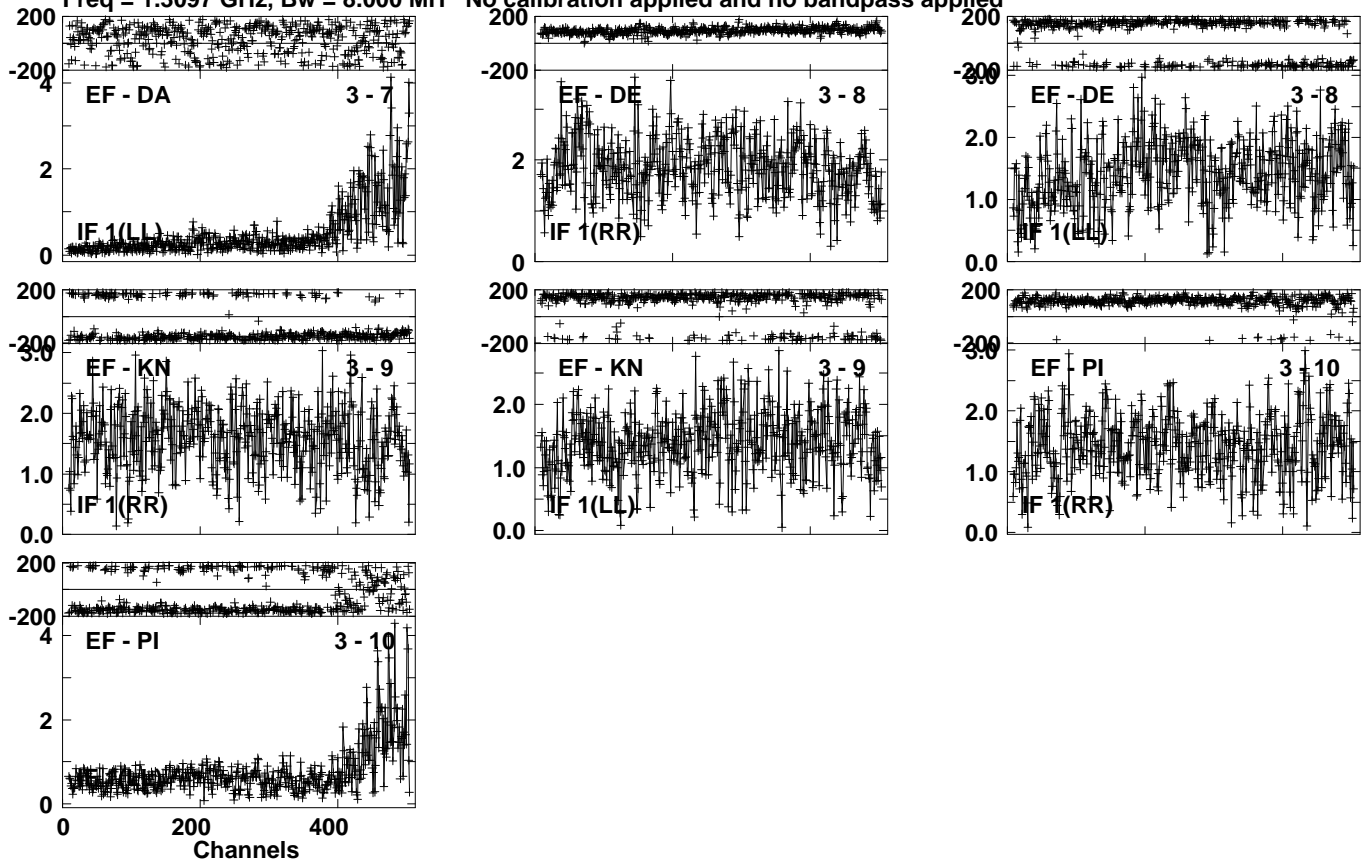 Freq = 1.5097 GHz, Bw = 8.000 MH No calibration applied and no bandpass applied
200
-200
4
2
0
EF - DA
3 - 7
IF 1(LL)
200
-200
2
0
EF - DE
3 - 8
IF 1(RR)
200
-200
3.0
2.0
1.0
0.0
EF - DE
3 - 8
IF 1(LL)
200
-200
3.0
2.0
1.0
0.0
EF - KN
3 - 9
IF 1(RR)
200
-200
2.0
1.0
0.0
EF - KN
3 - 9
IF 1(LL)
200
-200
3.0
2.0
1.0
0.0
EF - PI
3 - 10
IF 1(RR)
200
-200
4
2
0
EF - PI
3 - 10
0
200
400
Channels